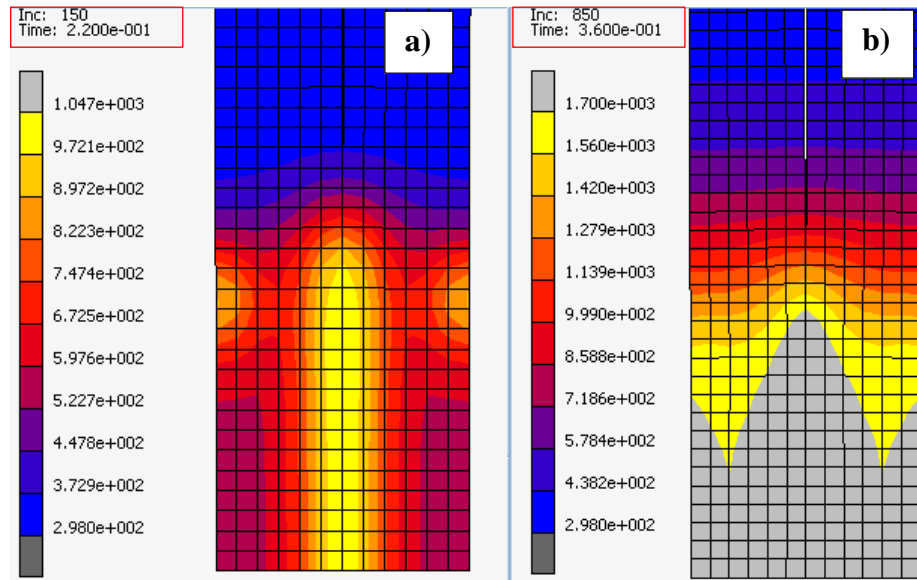 Inc: 150
Time: 2.200e-001
a)
1.047e+003
9.721e+002
8.972e+002
8.223e+002
7.474e+002
6.725e+002
5.976e+002
5.227e+002
4.478e+002
3.729e+002
2.980e+002
Inc: 850
Time: 3.600e-001
b)
1.700e+003
1.560e+003
1.420e+003
1.279e+003
1.139e+003
9.990e+002
8.588e+002
7.186e+002
5.784e+002
4.382e+002
2.980e+002